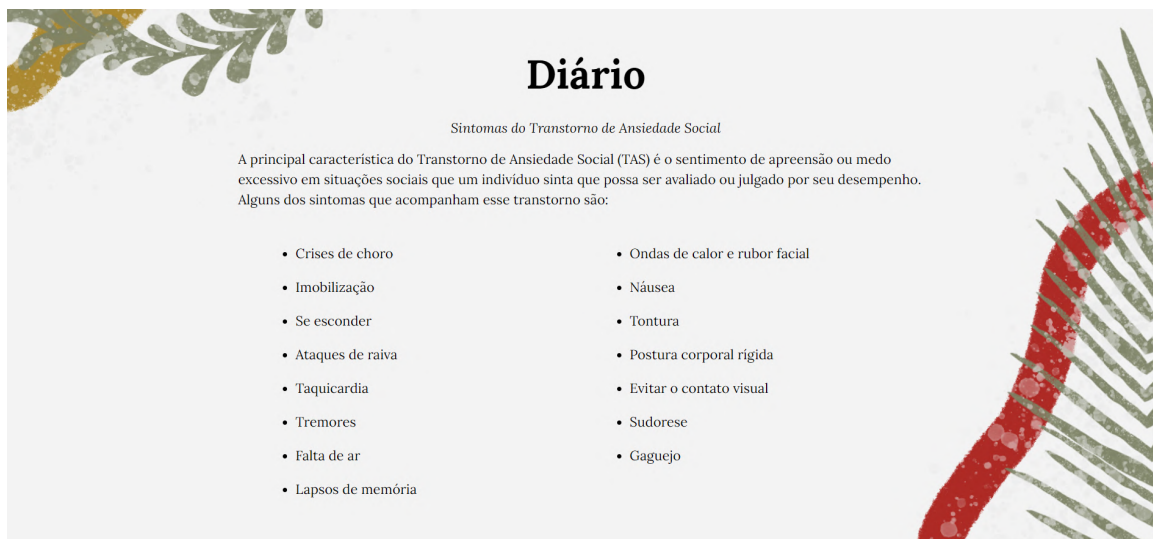 Diário
Sintomas do Transtorno de Ansiedade Social
A principal característica do Transtorno de Ansiedade Social (TAS) é o sentimento de apreensão ou medo
excessivo em situações sociais que um indivíduo sinta que possa ser avaliado ou julgado por seu desempenho.
Alguns dos sintomas que acompanham esse transtorno são:
• Crises de choro
• Imobilização
• Se esconder
• Ataques de raiva
• Taquicardia
• Tremores
• Falta de ar
• Lapsos de memória
• Ondas de calor e rubor facial
• Náusea
• Tontura
• Postura corporal rígida
• Evitar o contato visual
• Sudorese
• Gaguejo